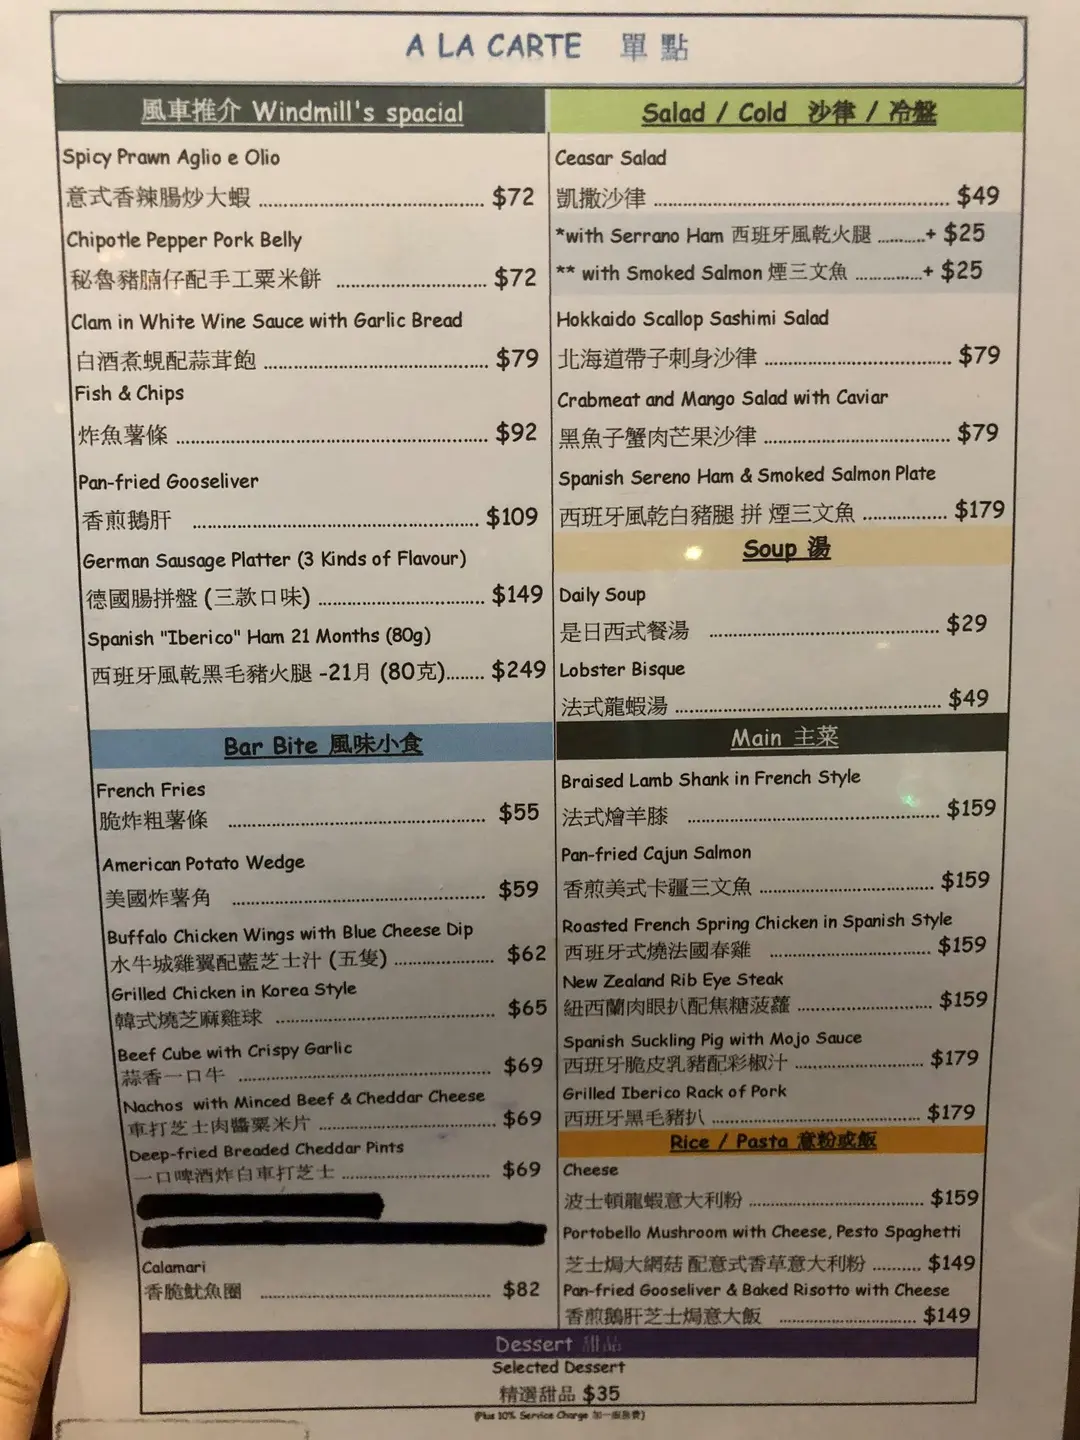 A LA CARTE 單點
風車推介 Windmill's spacial
Spicy Prawn Aglio e Olio
意式香辣腸炒大蝦 $72
Chipotle Pepper Pork Belly
秘魯豬腩仔配手工粟米餅 $72
Clam in White Wine Sauce with Garlic Bread
白酒煮蜆配蒜茸飽 $79
Fish & Chips
炸魚薯條 $92
Pan-fried Gooseliver
香煎鵝肝 $109
German Sausage Platter (3 Kinds of Flavour)
德國腸拼盤 (三款口味) $149
Spanish "Iberico" Ham 21 Months (80g)
西班牙風乾黑毛豬火腿 -21月 (80克) $249
Bar Bite 風味小食
French Fries
脆炸粗薯條 $55
American Potato Wedge
美國炸薯角 $59
Buffalo Chicken Wings with Blue Cheese Dip
水牛城雞翼配藍芝士汁 (五隻) $62
Grilled Chicken in Korea Style
韓式燒芝麻雞球 $65
Beef Cube with Crispy Garlic
蒜香一口牛 $69
Nachos with Minced Beef & Cheddar Cheese
車打芝士肉醬粟米片 $69
Deep-fried Breaded Cheddar Pints
一口啤酒炸白車打芝士 $69
Calamari
香脆魷魚圈 $82
Salad / Cold 沙律 / 冷盤
Ceasar Salad
凱撒沙律 $49
*with Serrano Ham 西班牙風乾火腿 + $25
** with Smoked Salmon 煙三文魚 + $25
Hokkaido Scallop Sashimi Salad
北海道帶子刺身沙律 $79
Crabmeat and Mango Salad with Caviar
黑魚子蟹肉芒果沙律 $79
Spanish Sereno Ham & Smoked Salmon Plate
西班牙風乾白豬腿 拼 煙三文魚 $179
Soup 湯
Daily Soup
是日西式餐湯 $29
Lobster Bisque
法式龍蝦湯 $49
Main 主菜
Braised Lamb Shank in French Style
法式燴羊膝 $159
Pan-fried Cajun Salmon
香煎美式卡疆三文魚 $159
Roasted French Spring Chicken in Spanish Style
西班牙式燒法國春雞 $159
New Zealand Rib Eye Steak
紐西蘭肉眼扒配焦糖菠蘿 $159
Spanish Suckling Pig with Mojo Sauce
西班牙脆皮乳豬配彩椒汁 $179
Grilled Iberico Rack of Pork
西班牙黑毛豬扒 $179
Rice / Pasta 意粉或飯
Cheese
波士頓龍蝦意大利粉 $159
Portobello Mushroom with Cheese, Pesto Spaghetti
芝士焗大網菇 配意式香草意大利粉 $149
Pan-fried Gooseliver & Baked Risotto with Cheese
香煎鵝肝芝士焗意大飯 $149
Dessert 甜品
Selected Dessert
精選甜品 $35
(Plus 10% Service Charge 加一服務費)